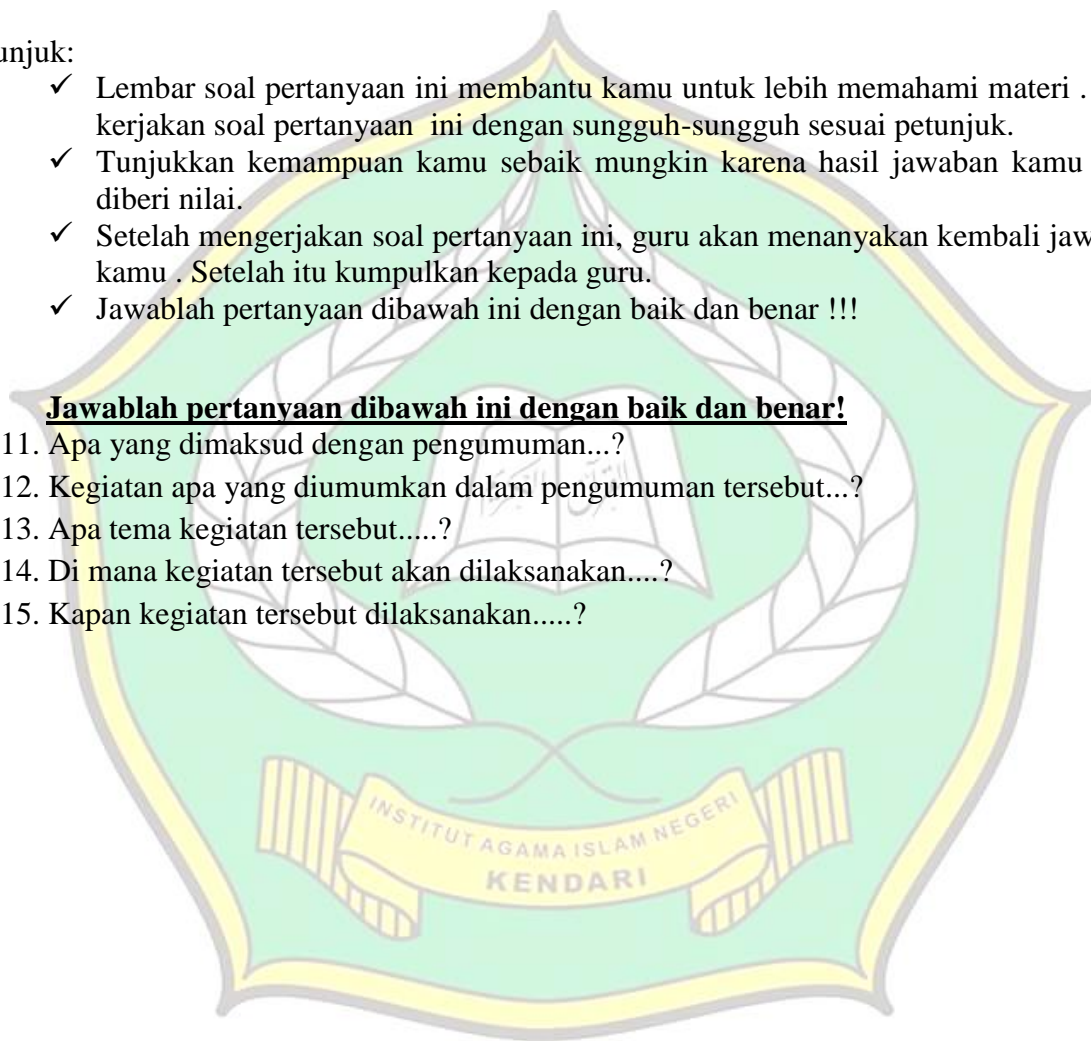 unjuk:
✓ Lembar soal pertanyaan ini membantu kamu untuk lebih memahami materi .
kerjakan soal pertanyaan ini dengan sungguh-sungguh sesuai petunjuk.
✓ Tunjukkan kemampuan kamu sebaik mungkin karena hasil jawaban kamu
diberi nilai.
✓ Setelah mengerjakan soal pertanyaan ini, guru akan menanyakan kembali jaw
kamu . Setelah itu kumpulkan kepada guru.
✓ Jawablah pertanyaan dibawah ini dengan baik dan benar !!!
Jawablah pertanyaan dibawah ini dengan baik dan benar!
11. Apa yang dimaksud dengan pengumuman...?
12. Kegiatan apa yang diumumkan dalam pengumuman tersebut...?
13. Apa tema kegiatan tersebut.....?
14. Di mana kegiatan tersebut akan dilaksanakan....?
15. Kapan kegiatan tersebut dilaksanakan.....?
INSTITUT AGAMA ISLAM NEGERI
KENDARI